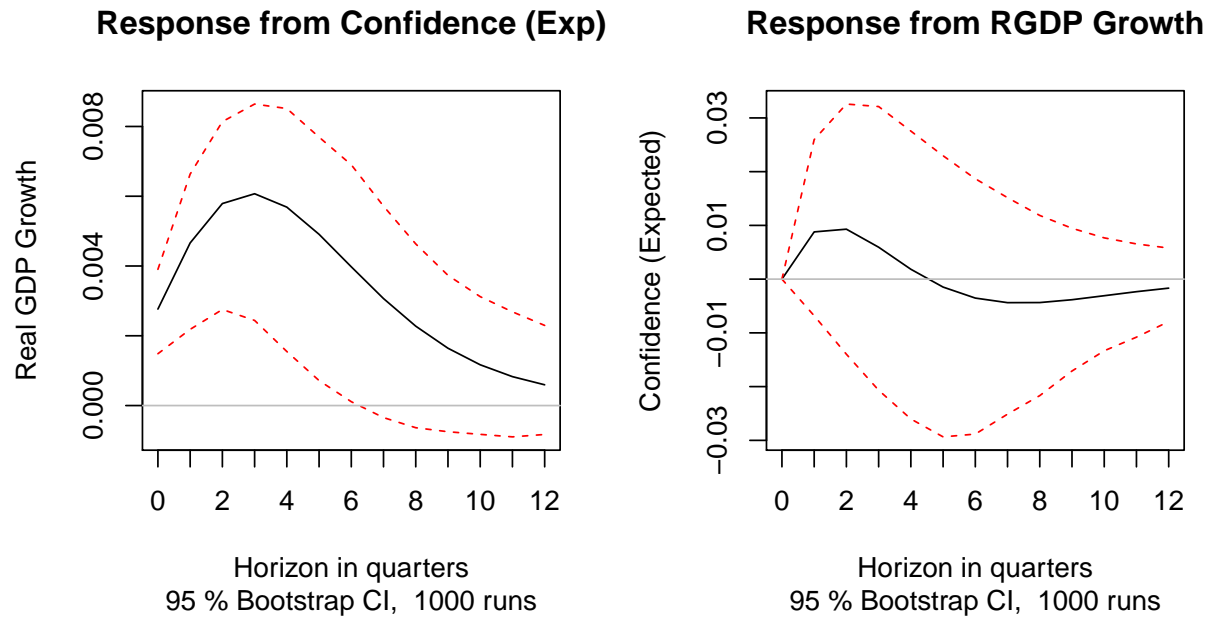 Response from Confidence (Exp)
Real GDP Growth
0.008
0.004
0.000
0 2 4 6 8 10 12
Horizon in quarters
95 % Bootstrap CI,  1000 runs
Response from RGDP Growth
Confidence (Expected)
0.03
0.01
−0.01
−0.03
0 2 4 6 8 10 12
Horizon in quarters
95 % Bootstrap CI,  1000 runs